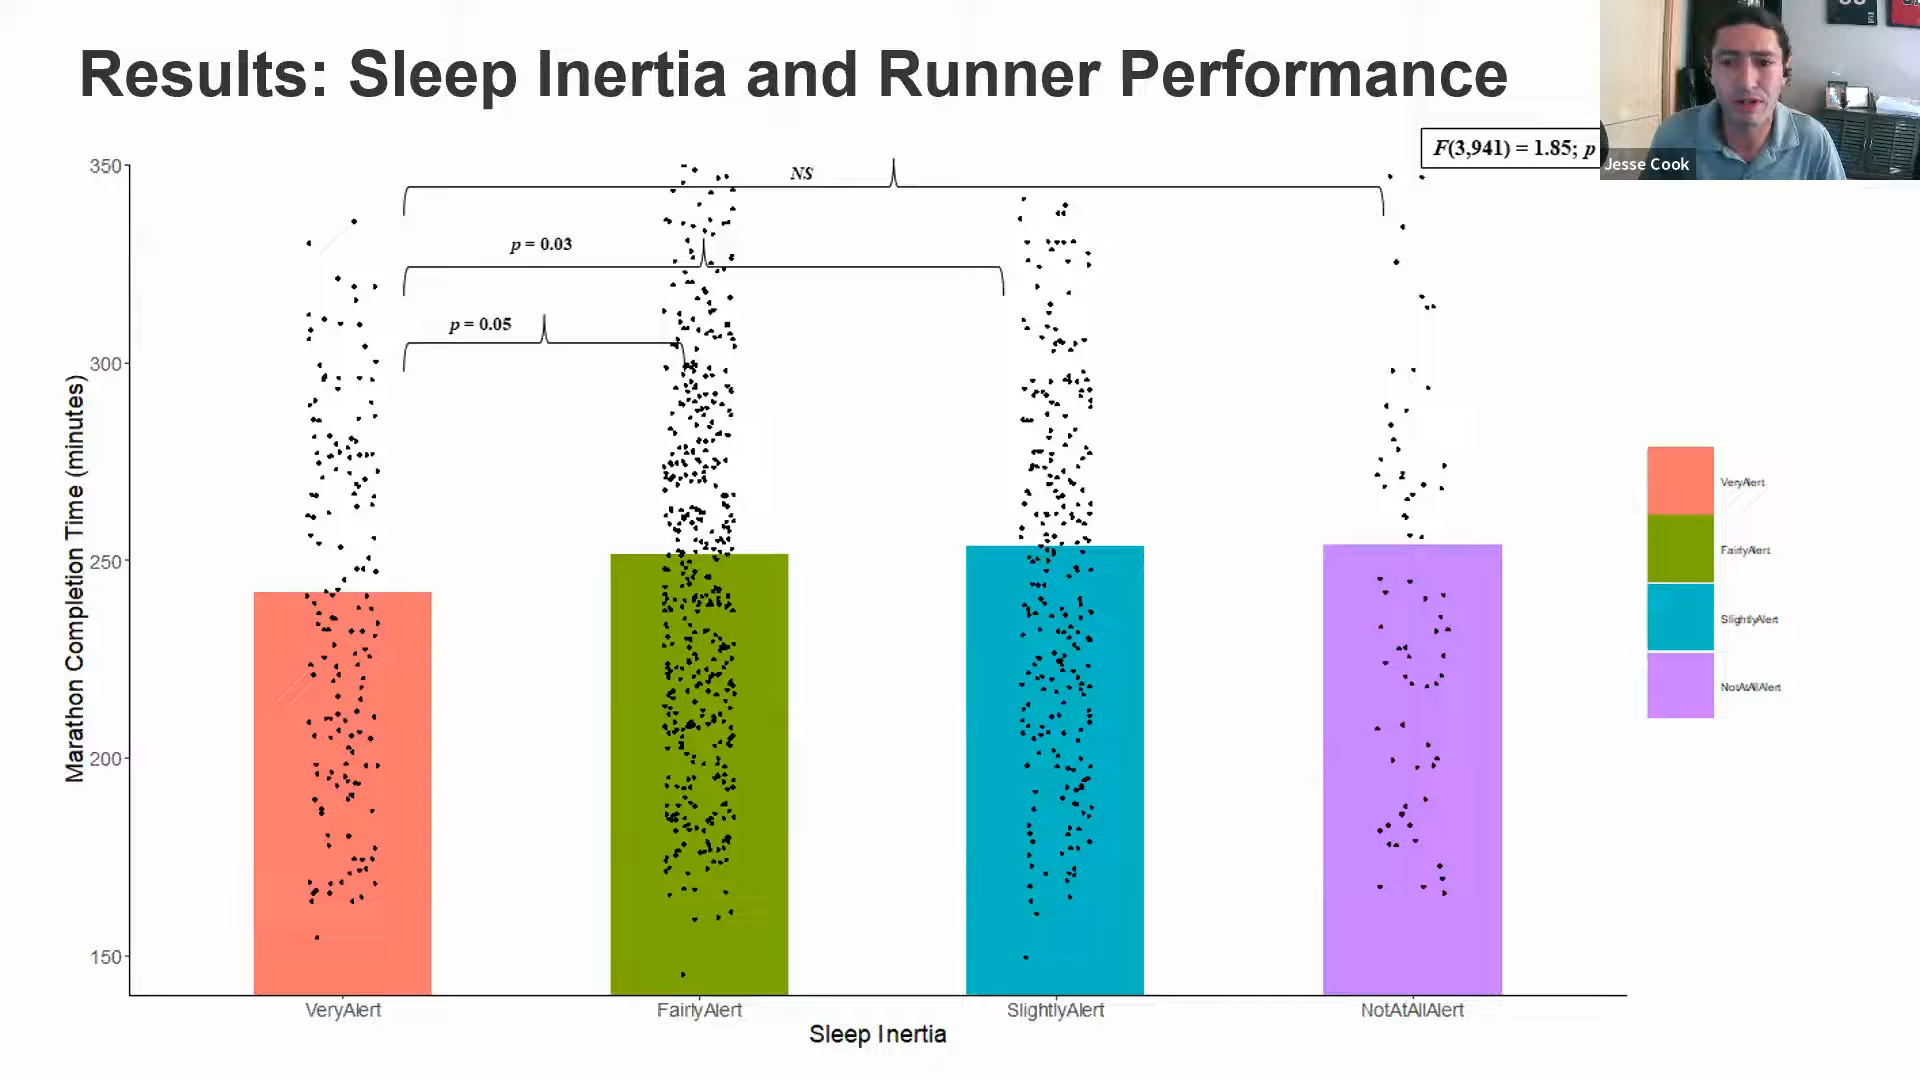 Results: Sleep Inertia and Runner Performance
F(3,941) = 1.85; p
Jesse Cook
NS
p = 0.03
p = 0.05
350
300
250
200
150
Marathon Completion Time (minutes)
VeryAlert
FairlyAlert
SlightlyAlert
NotAtAllAlert
VeryAlert
FairlyAlert
SlightlyAlert
NotAtAllAlert
Sleep Inertia